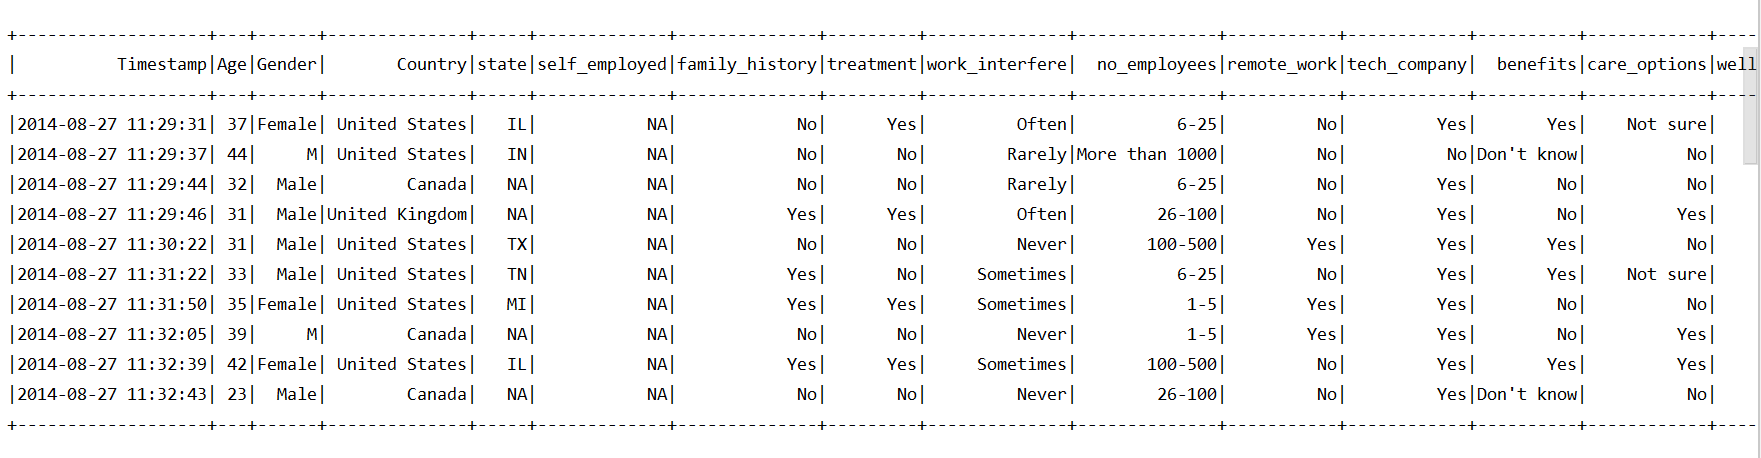 +-------------------+---+------+--------------+-----+-------------+--------------+---------+--------------+--------------+-----------+------------+----------+------------+----
|          Timestamp|Age|Gender|       Country|state|self_employed|family_history|treatment|work_interfere|  no_employees|remote_work|tech_company|  benefits|care_options|well
+-------------------+---+------+--------------+-----+-------------+--------------+---------+--------------+--------------+-----------+------------+----------+------------+----
|2014-08-27 11:29:31| 37|Female| United States|   IL|           NA|            No|      Yes|         Often|          6-25|         No|         Yes|       Yes|    Not sure|
|2014-08-27 11:29:37| 44|     M| United States|   IN|           NA|            No|       No|        Rarely|More than 1000|         No|          No|Don't know|          No|
|2014-08-27 11:29:44| 32|  Male|        Canada|   NA|           NA|            No|       No|        Rarely|          6-25|         No|         Yes|        No|          No|
|2014-08-27 11:29:46| 31|  Male|United Kingdom|   NA|           NA|           Yes|      Yes|         Often|        26-100|         No|         Yes|        No|         Yes|
|2014-08-27 11:30:22| 31|  Male| United States|   TX|           NA|            No|       No|         Never|       100-500|        Yes|         Yes|       Yes|          No|
|2014-08-27 11:31:22| 33|  Male| United States|   TN|           NA|           Yes|       No|     Sometimes|          6-25|         No|         Yes|       Yes|    Not sure|
|2014-08-27 11:31:50| 35|Female| United States|   MI|           NA|           Yes|      Yes|     Sometimes|           1-5|        Yes|         Yes|        No|          No|
|2014-08-27 11:32:05| 39|     M|        Canada|   NA|           NA|            No|       No|         Never|           1-5|        Yes|         Yes|        No|         Yes|
|2014-08-27 11:32:39| 42|Female| United States|   IL|           NA|           Yes|      Yes|     Sometimes|       100-500|         No|         Yes|       Yes|         Yes|
|2014-08-27 11:32:43| 23|  Male|        Canada|   NA|           NA|            No|       No|         Never|        26-100|         No|         Yes|Don't know|          No|
+-------------------+---+------+--------------+-----+-------------+--------------+---------+--------------+--------------+-----------+------------+----------+------------+----